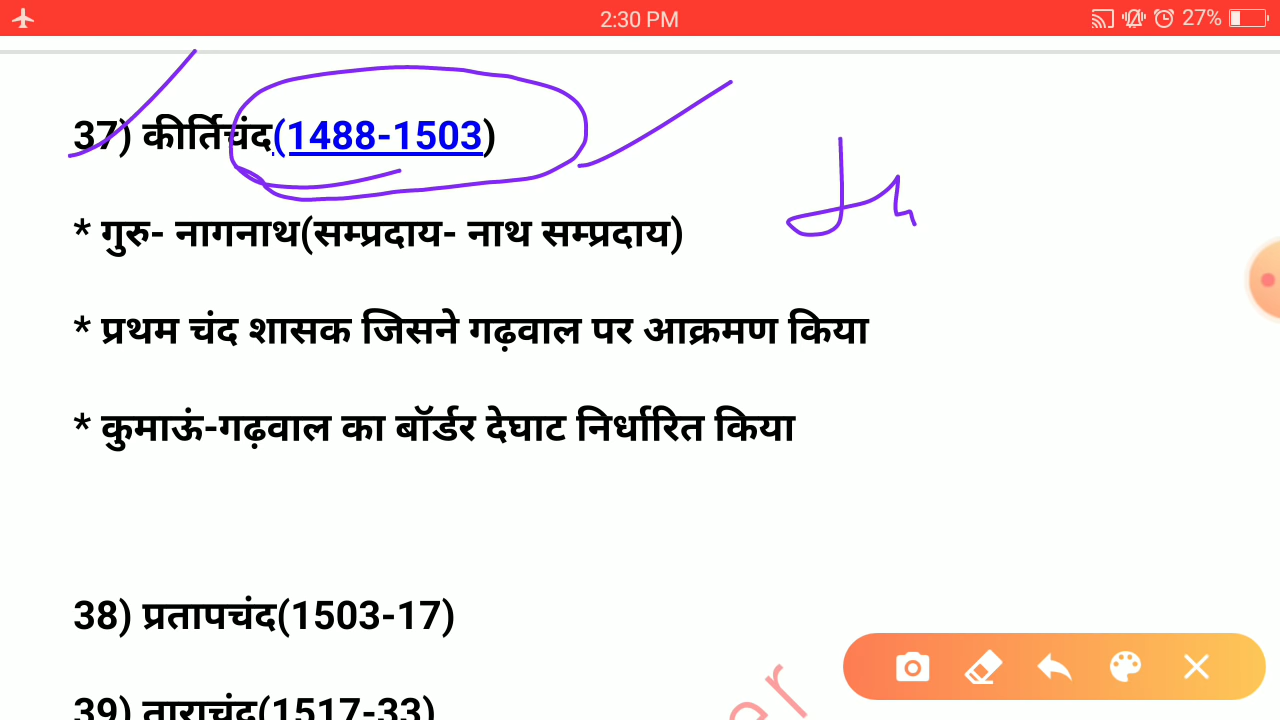 2:30 PM 27%
37) कीर्तिचंद(1488-1503)
* गुरु- नागनाथ(सम्प्रदाय- नाथ सम्प्रदाय)
* प्रथम चंद शासक जिसने गढ़वाल पर आक्रमण किया
* कुमाऊं-गढ़वाल का बॉर्डर देघाट निर्धारित किया
38) प्रतापचंद(1503-17)
39) ताराचंद(1517-33)